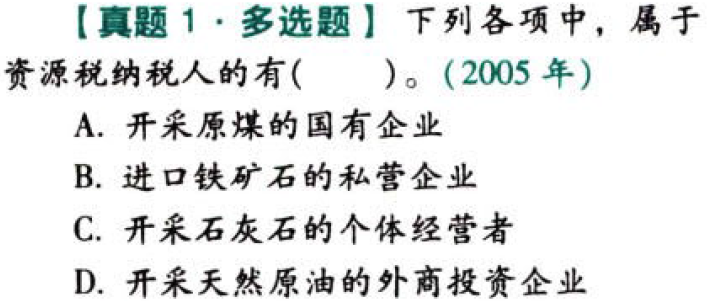 【真题 1·多选题】下列各项中，属于
资源税纳税人的有(　　)。(2005 年)
A. 开采原煤的国有企业
B. 进口铁矿石的私营企业
C. 开采石灰石的个体经营者
D. 开采天然原油的外商投资企业